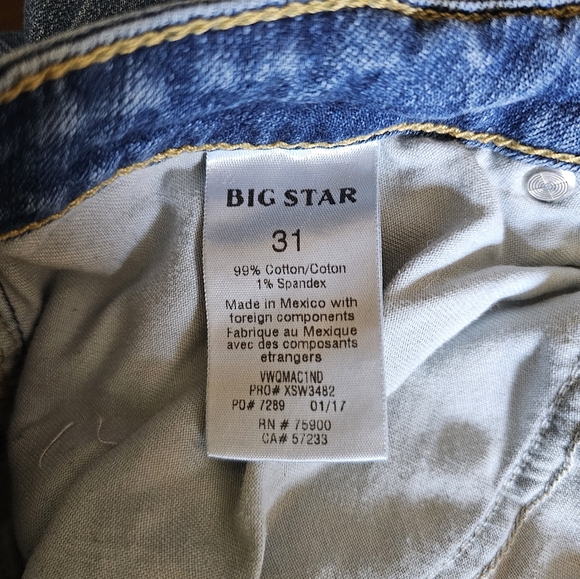 BIG STAR
31
99% Cotton/Coton
1% Spandex
Made in Mexico with
foreign components
Fabrique au Mexique
avec des composants
etrangers
VWQMAC1ND
PRO# XSW3482
PO# 7289 01/17
RN # 75900
CA# 57233